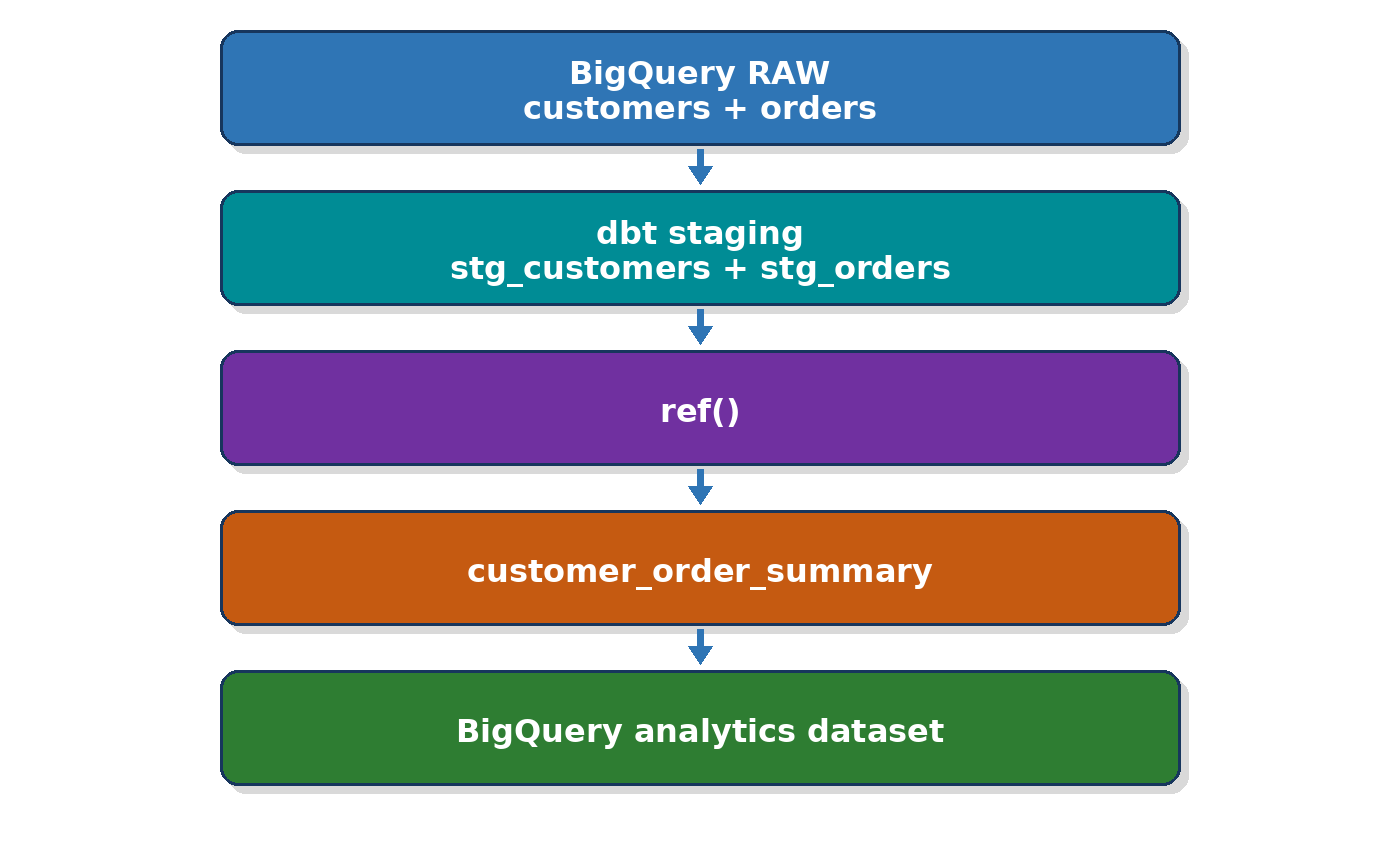 BigQuery RAW
customers + orders
dbt staging
stg_customers + stg_orders
ref()
customer_order_summary
BigQuery analytics dataset